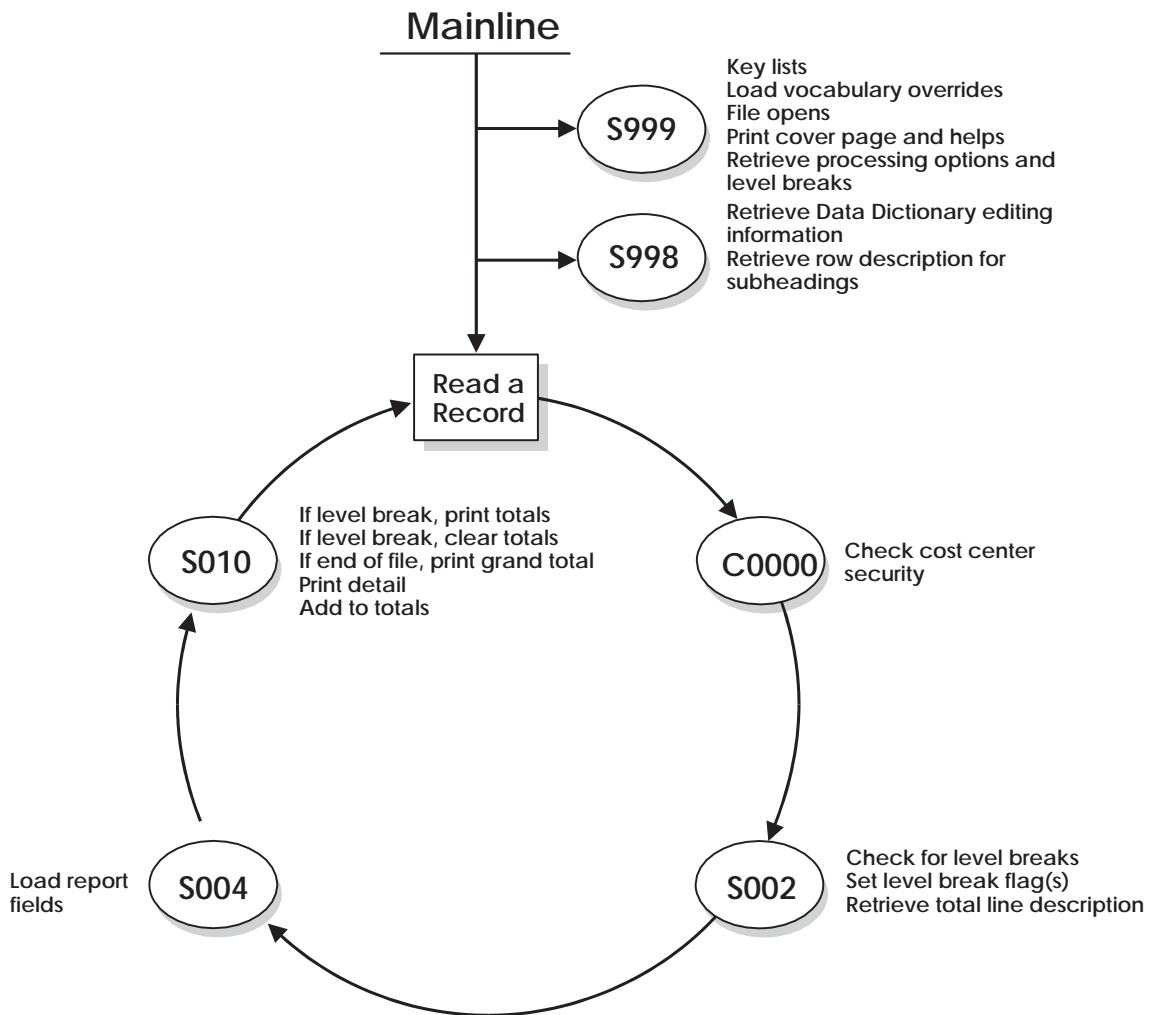 Mainline
S999
Key lists
Load vocabulary overrides
File opens
Print cover page and helps
Retrieve processing options and
level breaks
S998
Retrieve Data Dictionary editing
information
Retrieve row description for
subheadings
Read a
Record
C0000
Check cost center
security
S002
Check for level breaks
Set level break flag(s)
Retrieve total line description
S004
Load report
fields
S010
If level break, print totals
If level break, clear totals
If end of file, print grand total
Print detail
Add to totals